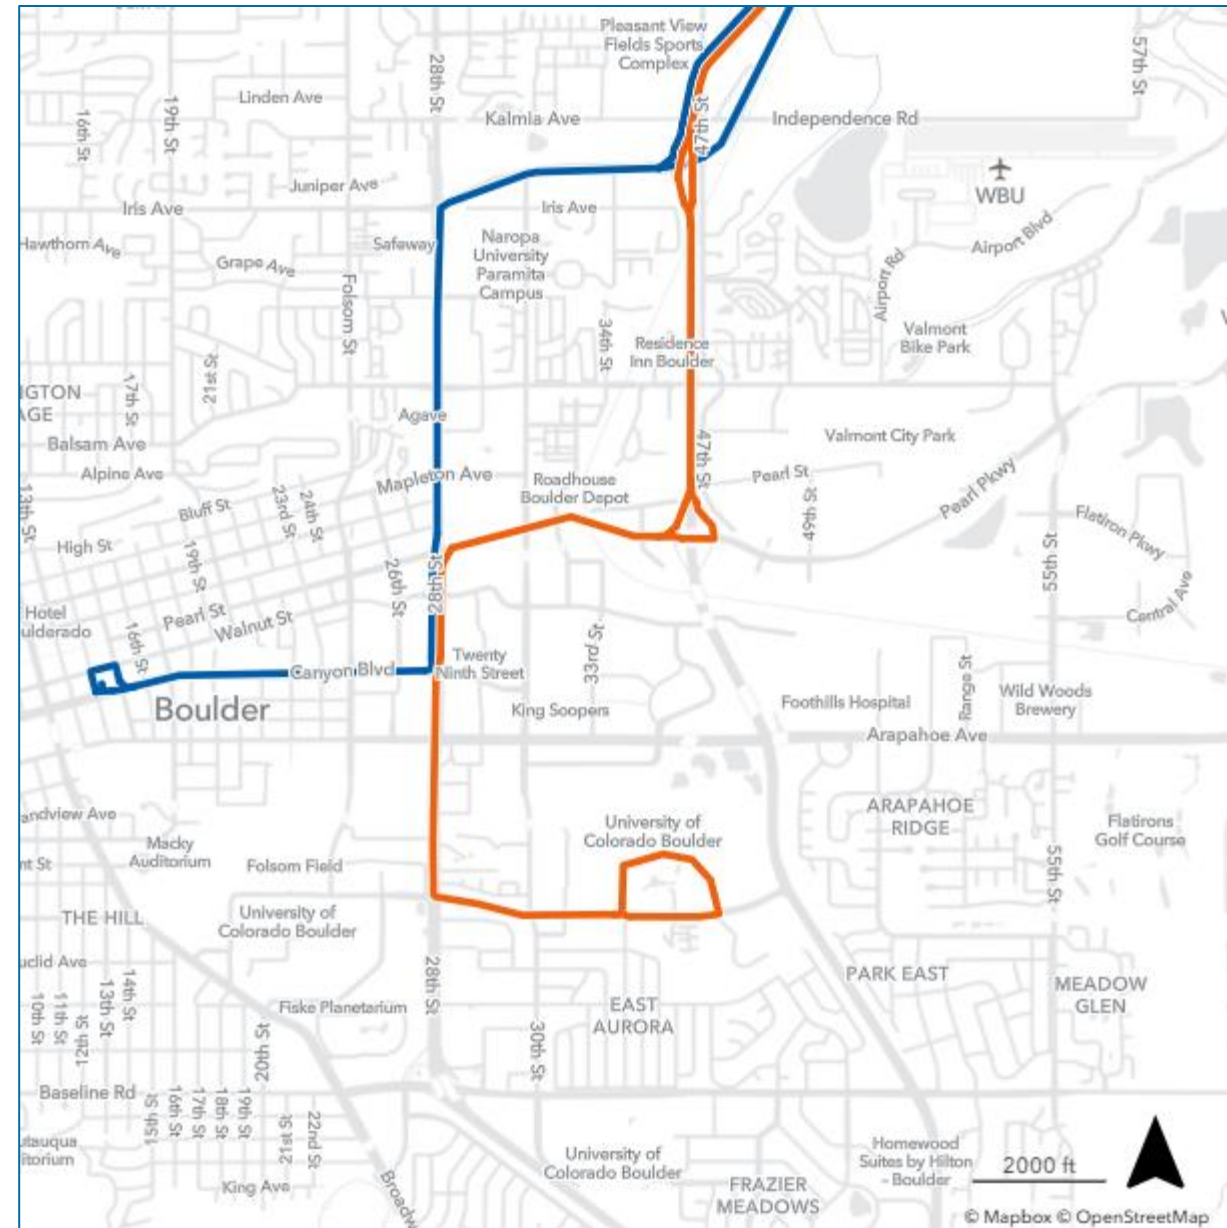 Pleasant View
Fields Sports
Complex
57th St
28th St
Linden Ave
19th St
16th St
Kalmia Ave
47th St
Independence Rd
WBU
Juniper Ave
Iris Ave
Iris Ave
Hawthorn Ave
Safeway
Naropa
University
Paramita
Campus
Airport Blvd
Grape Ave
Airport Rd
Folsom St
34th St
Residence
Inn Boulder
Valmont
Bike Park
21st St
17th St
Agave
47th St
Valmont City Park
Balsam Ave
Alpine Ave
Mapleton Ave
Roadhouse
Boulder Depot
Pearl St
Pearl Pkwy
13th St
Bluff St
23rd St
24th St
49th St
Flatiron Pkwy
High St
19th St
26th St
28th St
55th St
Central Ave
Hotel
Pearl St
Walnut St
16th St
33rd St
Canyon Blvd
Twenty
Ninth Street
Range St
Boulder
King Soopers
Foothills Hospital
Wild Woods
Brewery
Arapahoe Ave
ARAPAHOE
RIDGE
Macky
Auditorium
Folsom Field
University of
Colorado Boulder
Flatirons
Golf Course
55th St
THE HILL
University of
Colorado Boulder
28th St
PARK EAST
MEADOW
GLEN
14th St
13th St
12th St
11th St
10th St
Fiske Planetarium
EAST
AURORA
20th St
30th St
Baseline Rd
15th St
16th St
17th St
18th St
19th St
21st St
22nd St
King Ave
University of
Colorado Boulder
Homewood
Suites by Hilton
- Boulder
2000 ft
FRAZIER
MEADOWS
© Mapbox © OpenStreetMap